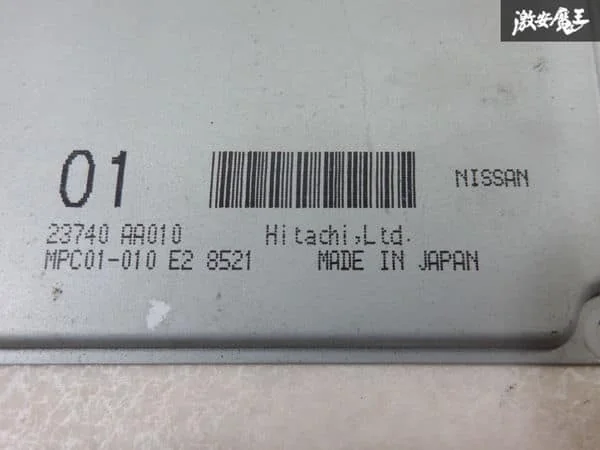 激安魔王
01
NISSAN
23740 AA010 Hitachi,Ltd.
MPC01-010 E2 8521 MADE IN JAPAN